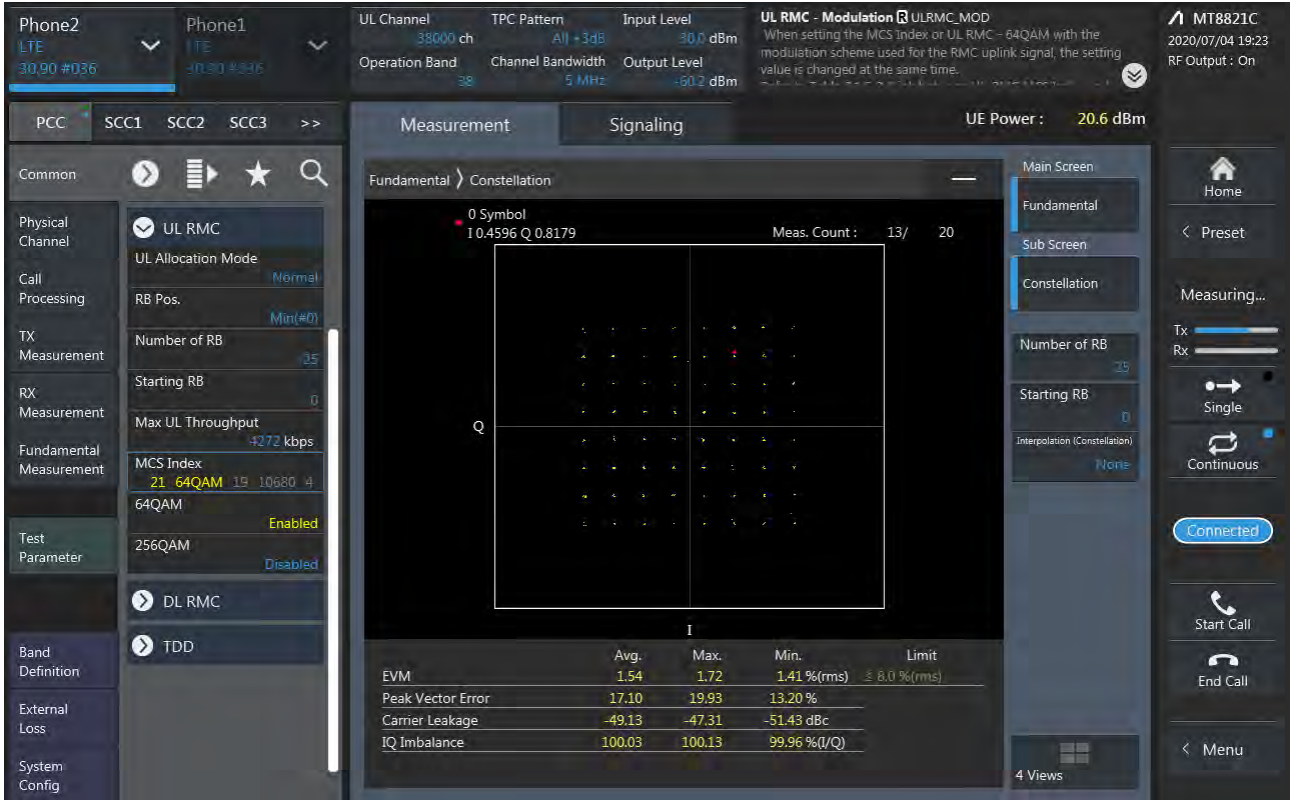 Phone2
LTE
30.90 #036
Phone1
LTE
UL Channel
38000 ch
TPC Pattern
All +3dB
Input Level
30.0 dBm
Operation Band
38
Channel Bandwidth
5 MHz
Output Level
-60.2 dBm
UL RMC - Modulation R ULRMC_MOD
When setting the MCS Index or UL RMC - 64QAM with the
modulation scheme used for the RMC uplink signal, the setting
value is changed at the same time.
MT8821C
2020/07/04 19:23
RF Output : On
PCC SCC1 SCC2 SCC3 >>
Measurement
Signaling
UE Power : 20.6 dBm
Common
Physical
Channel
Call
Processing
TX
Measurement
RX
Measurement
Fundamental
Measurement
Test
Parameter
Band
Definition
External
Loss
System
Config
UL RMC
UL Allocation Mode
Normal
RB Pos.
Min(#0)
Number of RB
25
Starting RB
0
Max UL Throughput
4272 kbps
MCS Index
21 64QAM 19 10680 4
64QAM
Enabled
256QAM
Disabled
DL RMC
TDD
Fundamental 〉 Constellation
0 Symbol
I 0.4596 Q 0.8179
Meas. Count : 13/ 20
Q
I
Avg. Max. Min. Limit
EVM 1.54 1.72 1.41 %(rms) ≤ 8.0 %(rms)
Peak Vector Error 17.10 19.93 13.20 %
Carrier Leakage -49.13 -47.31 -51.43 dBc
IQ Imbalance 100.03 100.13 99.96 %(I/Q)
Main Screen
Fundamental
Sub Screen
Constellation
Number of RB
25
Starting RB
0
Interpolation (Constellation)
None
4 Views
Home
< Preset
Measuring...
Tx
Rx
Single
Continuous
Connected
Start Call
End Call
< Menu